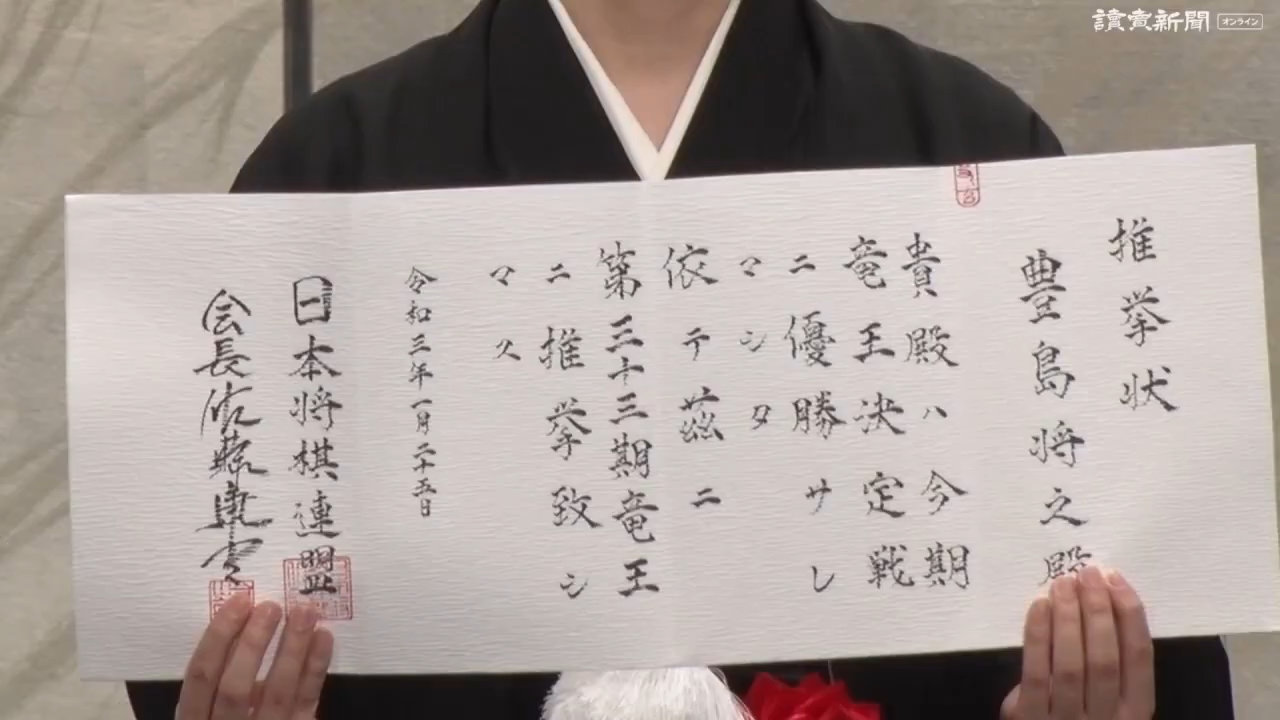 讀賣新聞 オンライン
推挙状
豊島将之殿
貴殿ハ今期
竜王決定戦
ニ優勝サレ
マシタ
依テ茲ニ
第三十三期竜王
ニ推挙致シ
マス
令和三年一月二十五日
日本将棋連盟
会長佐藤康光